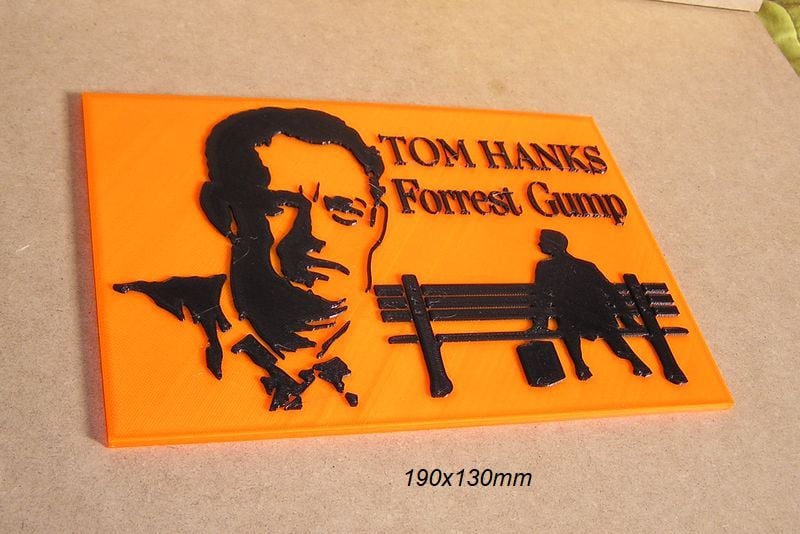 TOM HANKS
Forrest Gump
190x130mm